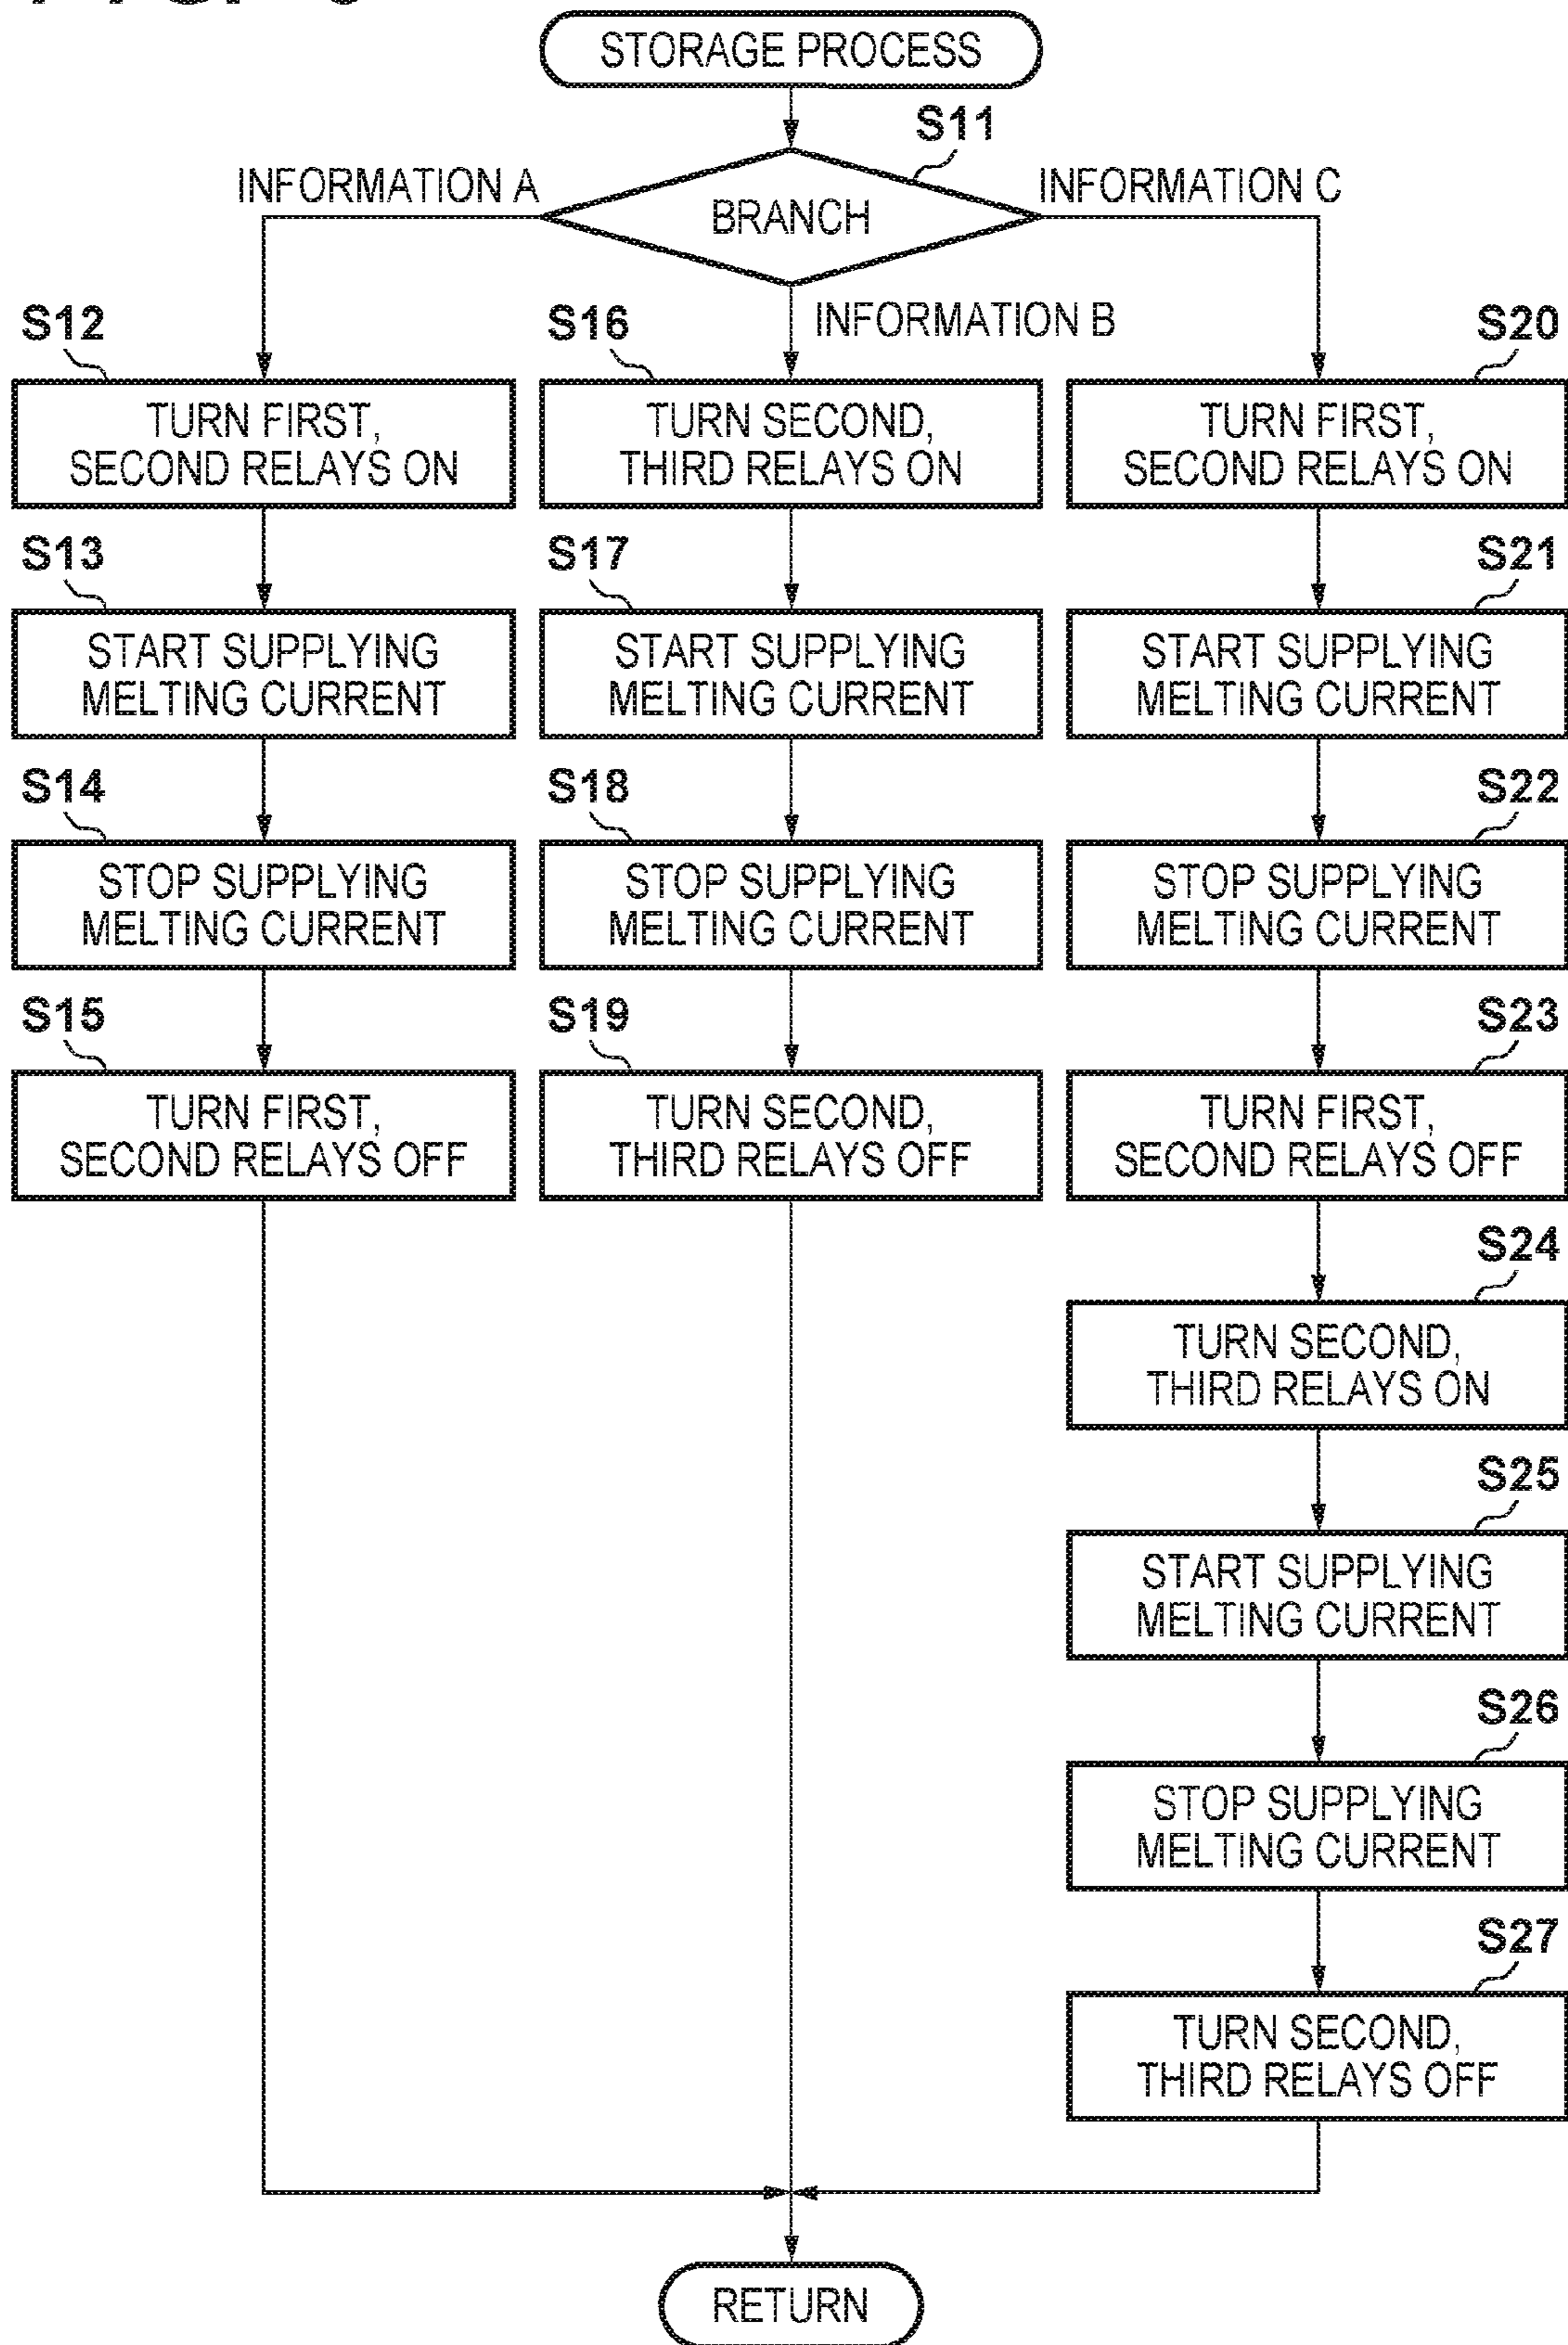 STORAGE PROCESS
S11
INFORMATION A
BRANCH
INFORMATION C
INFORMATION B
S12
TURN FIRST,
SECOND RELAYS ON
S13
START SUPPLYING
MELTING CURRENT
S14
STOP SUPPLYING
MELTING CURRENT
S15
TURN FIRST,
SECOND RELAYS OFF
S16
TURN SECOND,
THIRD RELAYS ON
S17
START SUPPLYING
MELTING CURRENT
S18
STOP SUPPLYING
MELTING CURRENT
S19
TURN SECOND,
THIRD RELAYS OFF
S20
TURN FIRST,
SECOND RELAYS ON
S21
START SUPPLYING
MELTING CURRENT
S22
STOP SUPPLYING
MELTING CURRENT
S23
TURN FIRST,
SECOND RELAYS OFF
S24
TURN SECOND,
THIRD RELAYS ON
S25
START SUPPLYING
MELTING CURRENT
S26
STOP SUPPLYING
MELTING CURRENT
S27
TURN SECOND,
THIRD RELAYS OFF
RETURN